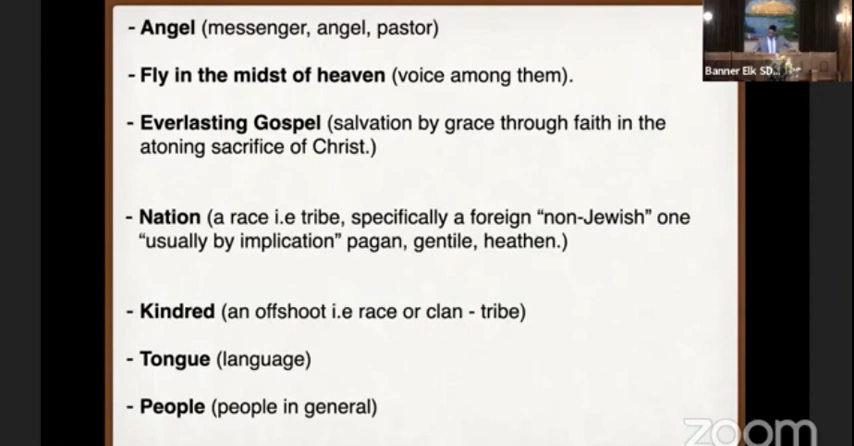 - Angel (messenger, angel, pastor)
Banner Elk SD...
- Fly in the midst of heaven (voice among them).
- Everlasting Gospel (salvation by grace through faith in the
atoning sacrifice of Christ.)
- Nation (a race i.e tribe, specifically a foreign “non-Jewish” one
“usually by implication” pagan, gentile, heathen.)
- Kindred (an offshoot i.e race or clan - tribe)
- Tongue (language)
- People (people in general)
zoom